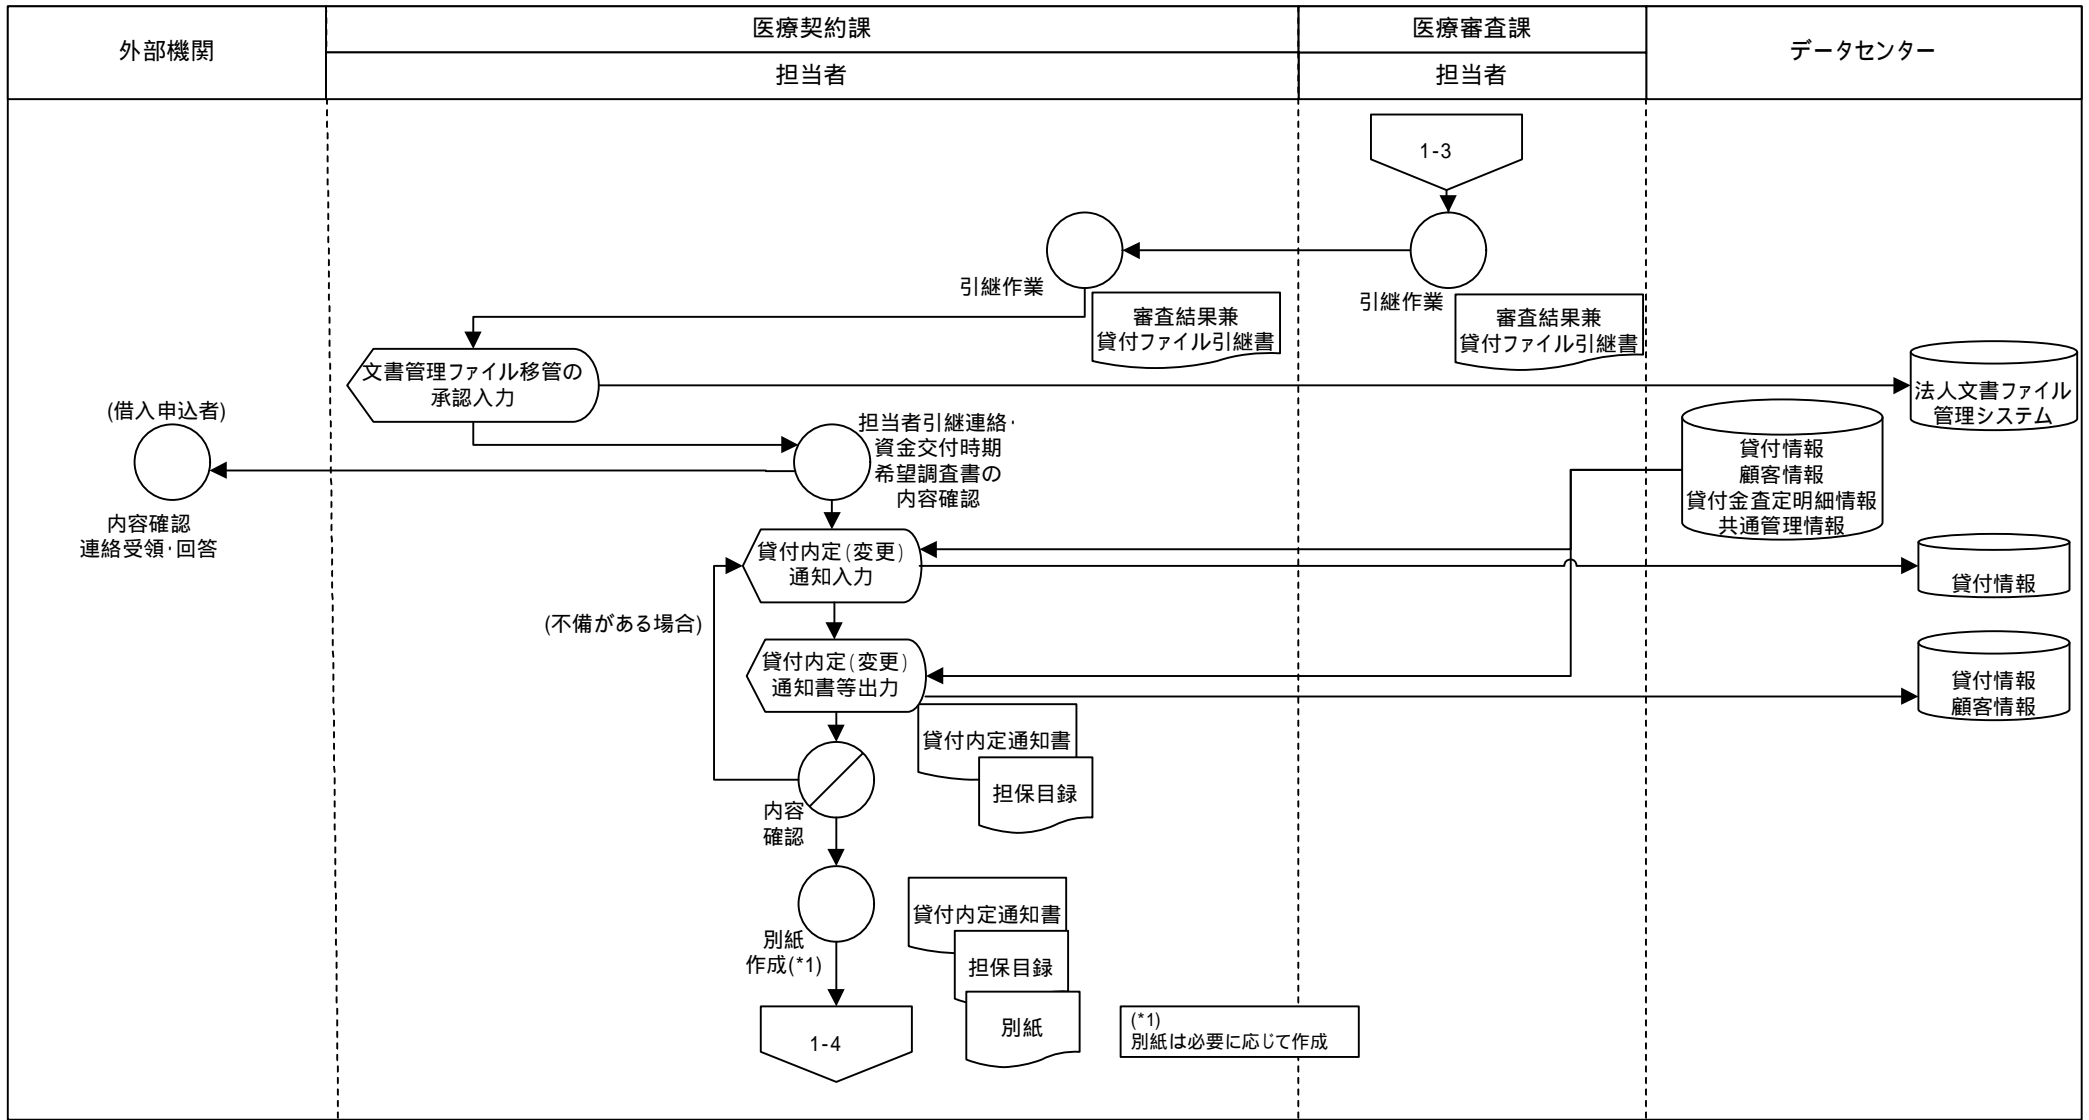 外部機関
医療契約課
担当者
医療審査課
担当者
データセンター
1-3
引継作業
審査結果兼
貸付ファイル引継書
引継作業
審査結果兼
貸付ファイル引継書
文書管理ファイル移管の
承認入力
法人文書ファイル
管理システム
(借入申込者)
内容確認
連絡受領・回答
担当者引継連絡・
資金交付時期
希望調査書の
内容確認
貸付情報
顧客情報
貸付金査定明細情報
共通管理情報
貸付内定(変更)
通知入力
貸付情報
(不備がある場合)
貸付内定(変更)
通知書等出力
貸付情報
顧客情報
貸付内定通知書
担保目録
内容
確認
別紙
作成(*1)
貸付内定通知書
担保目録
別紙
1-4
(*1)
別紙は必要に応じて作成